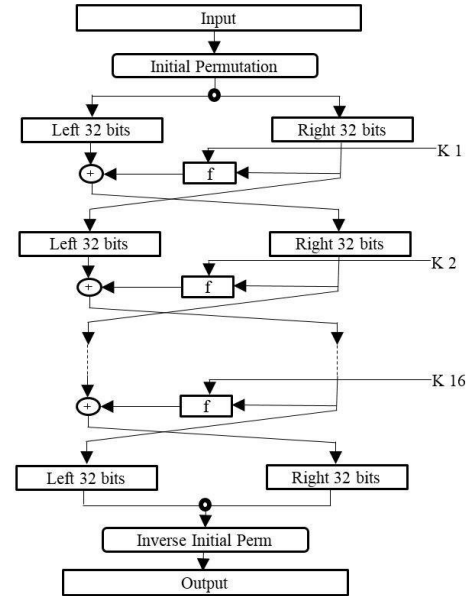 Input
Initial Permutation
Left 32 bits
Right 32 bits
K 1
+
f
Left 32 bits
Right 32 bits
K 2
+
f
K 16
+
f
Left 32 bits
Right 32 bits
Inverse Initial Perm
Output